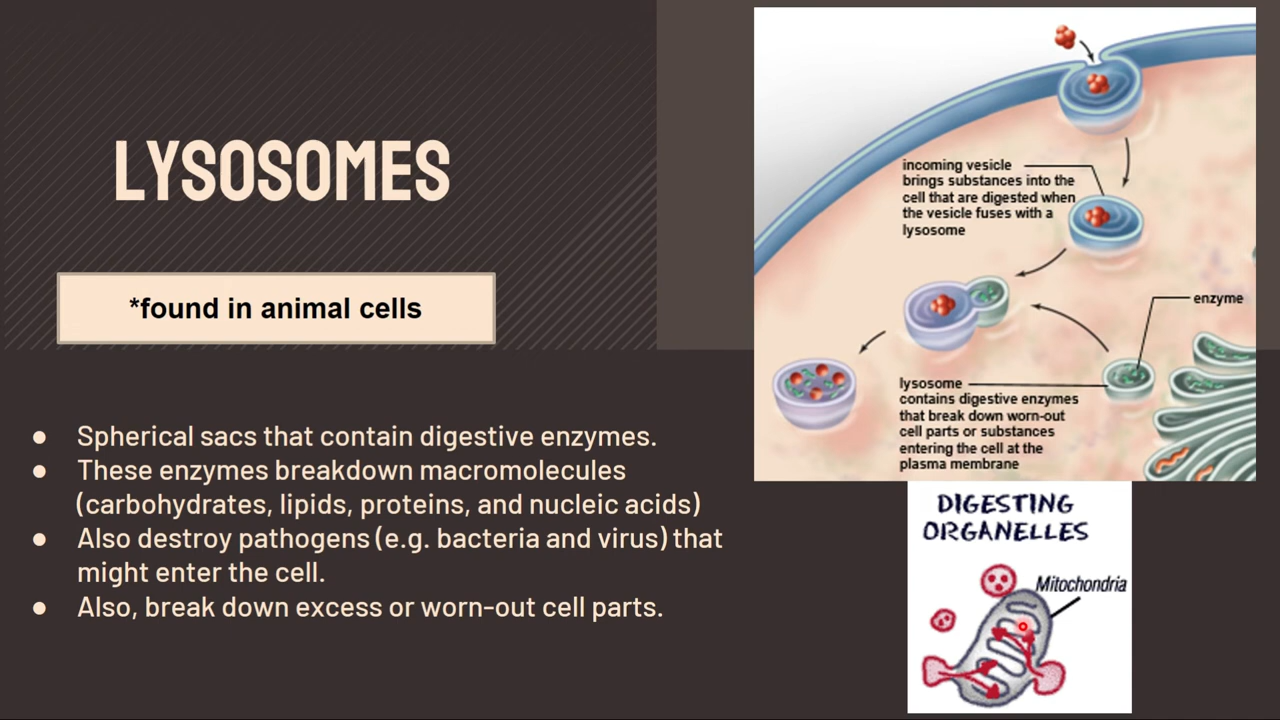 LYSOSOMES
*found in animal cells
● Spherical sacs that contain digestive enzymes.
● These enzymes breakdown macromolecules
(carbohydrates, lipids, proteins, and nucleic acids)
● Also destroy pathogens (e.g. bacteria and virus) that
might enter the cell.
● Also, break down excess or worn-out cell parts.
incoming vesicle
brings substances into the
cell that are digested when
the vesicle fuses with a
lysosome
enzyme
lysosome
contains digestive enzymes
that break down worn-out
cell parts or substances
entering the cell at the
plasma membrane
DIGESTING
ORGANELLES
Mitochondria